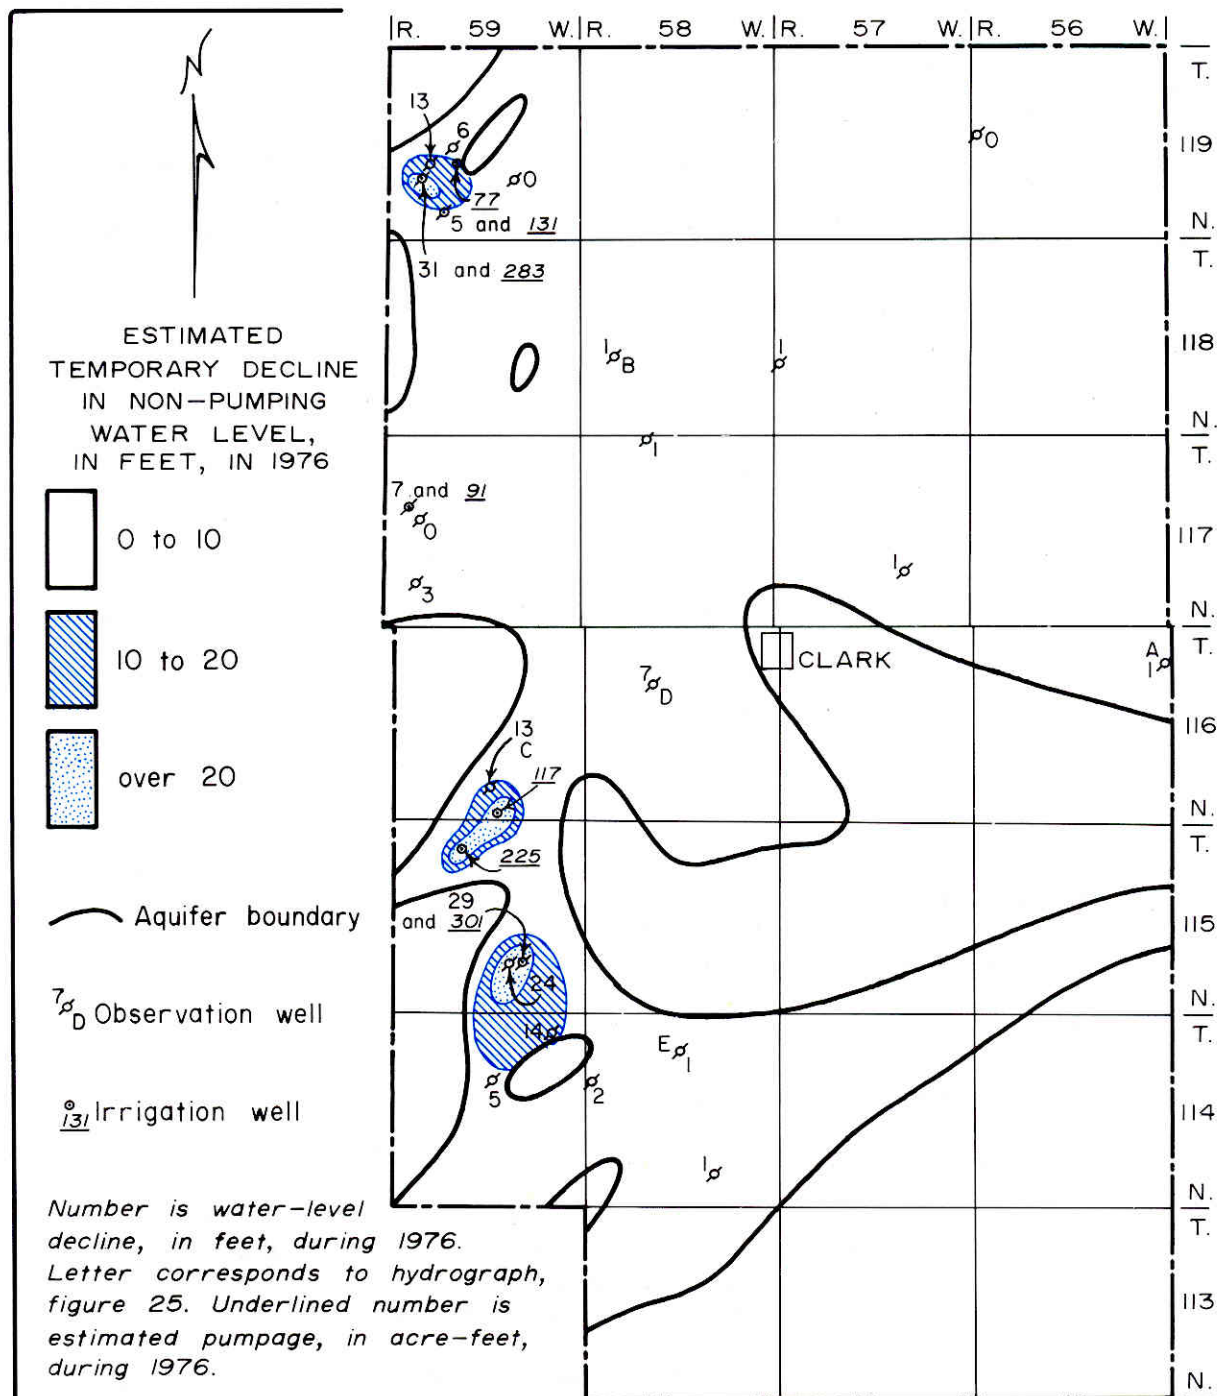 R. 59 W. R. 58 W. R. 57 W. R. 56 W.
N
T.
119
N.
13
6
O
O
77
5 and 131
31 and 283
T.
118
N.
1 B
1
1
ESTIMATED
TEMPORARY DECLINE
IN NON-PUMPING
WATER LEVEL,
IN FEET, IN 1976
0 to 10
10 to 20
over 20
Aquifer boundary
7 D Observation well
131 Irrigation well
Number is water-level
decline, in feet, during 1976.
Letter corresponds to hydrograph,
figure 25. Underlined number is
estimated pumpage, in acre-feet,
during 1976.
T.
117
N.
7 and 91
O
3
1
T.
116
N.
CLARK
A
1
7 D
13
C
117
T.
115
N.
225
29
and 301
24
T.
114
N.
14
E 1
5
2
1
T.
113
N.